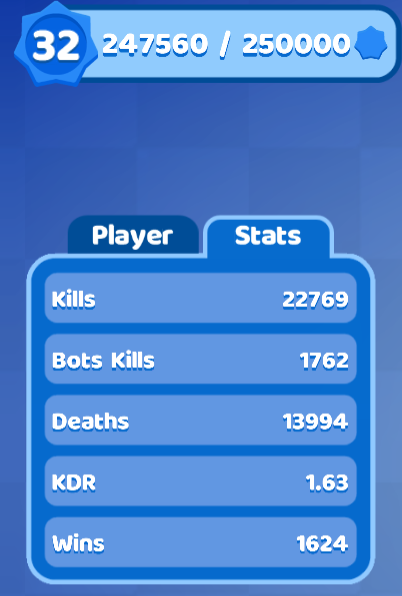 32 247560 / 250000
Player Stats
Kills 22769
Bots Kills 1762
Deaths 13994
KDR 1.63
Wins 1624